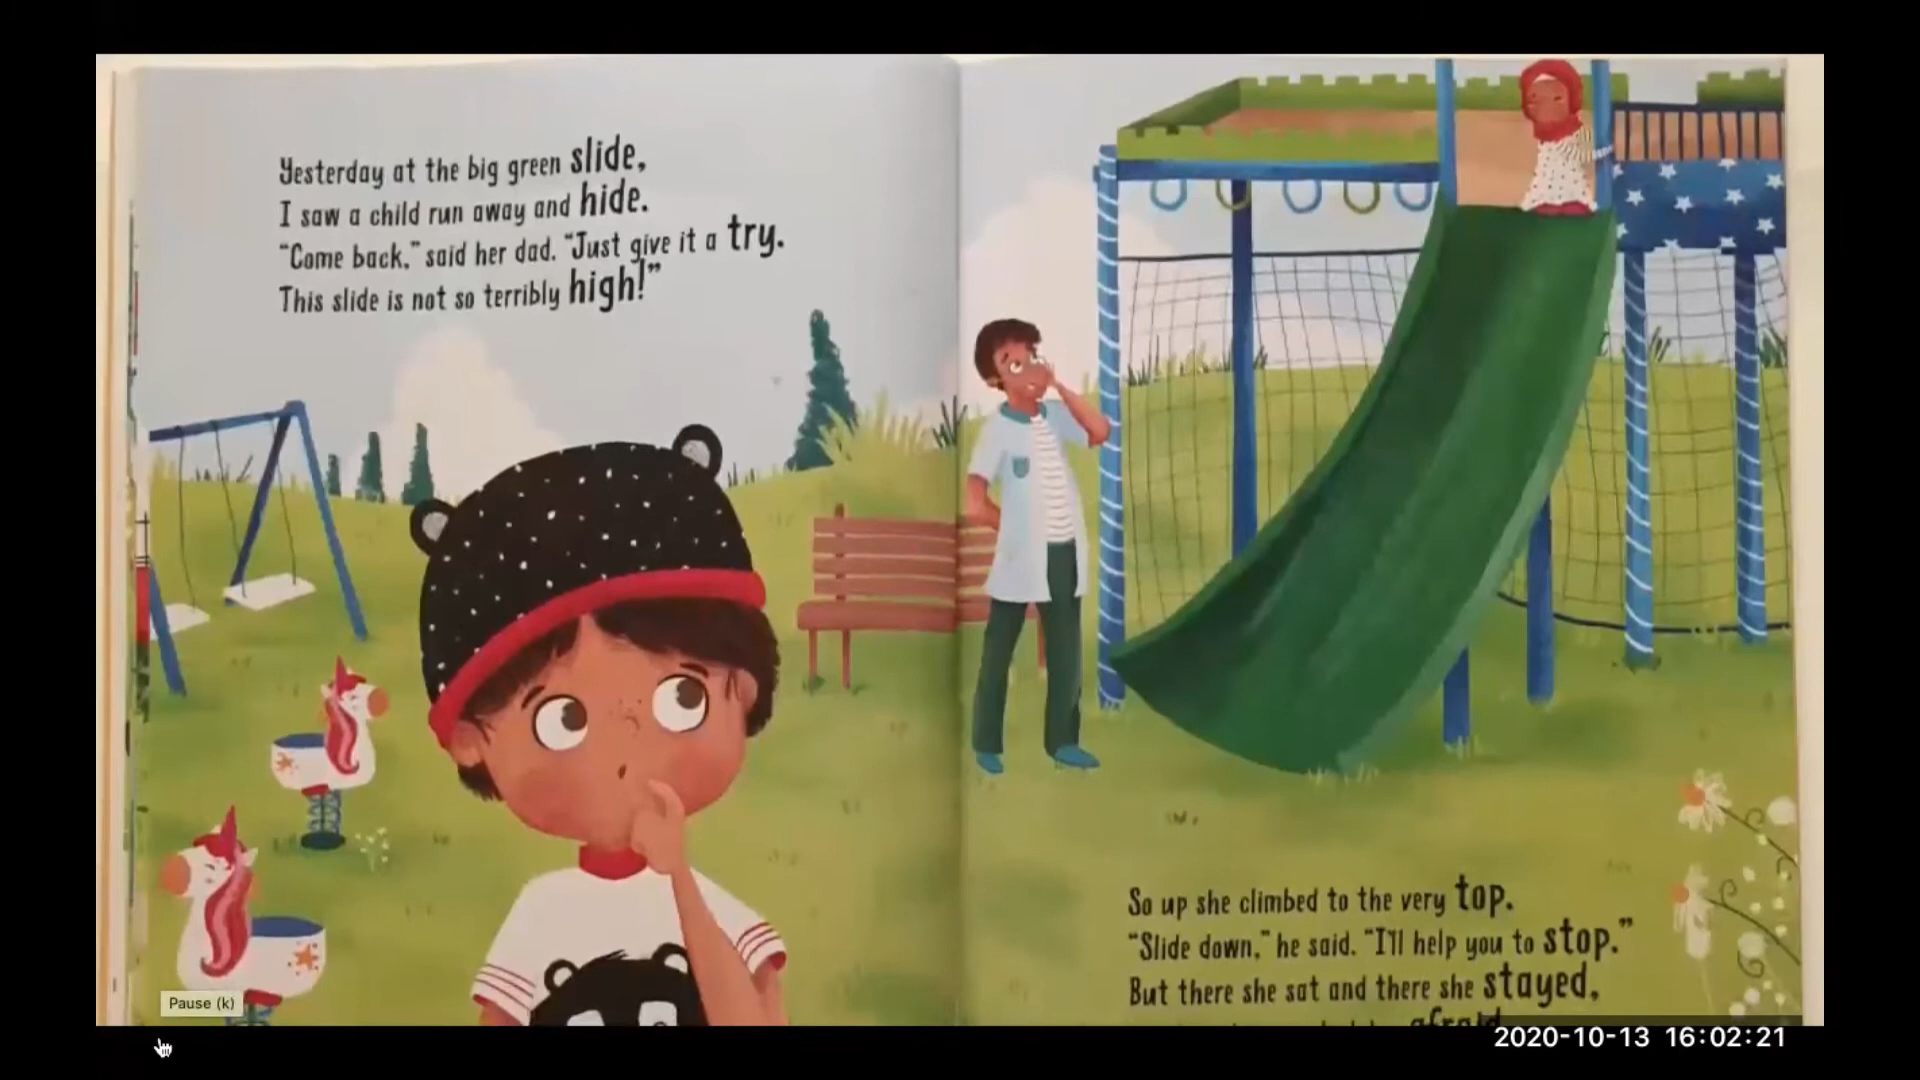 Yesterday at the big green slide,
I saw a child run away and hide.
“Come back,” said her dad. “Just give it a try.
This slide is not so terribly high!”
So up she climbed to the very top.
“Slide down,” he said. “I’ll help you to stop.”
But there she sat and there she stayed,
afraid
Pause (k)
2020-10-13 16:02:21